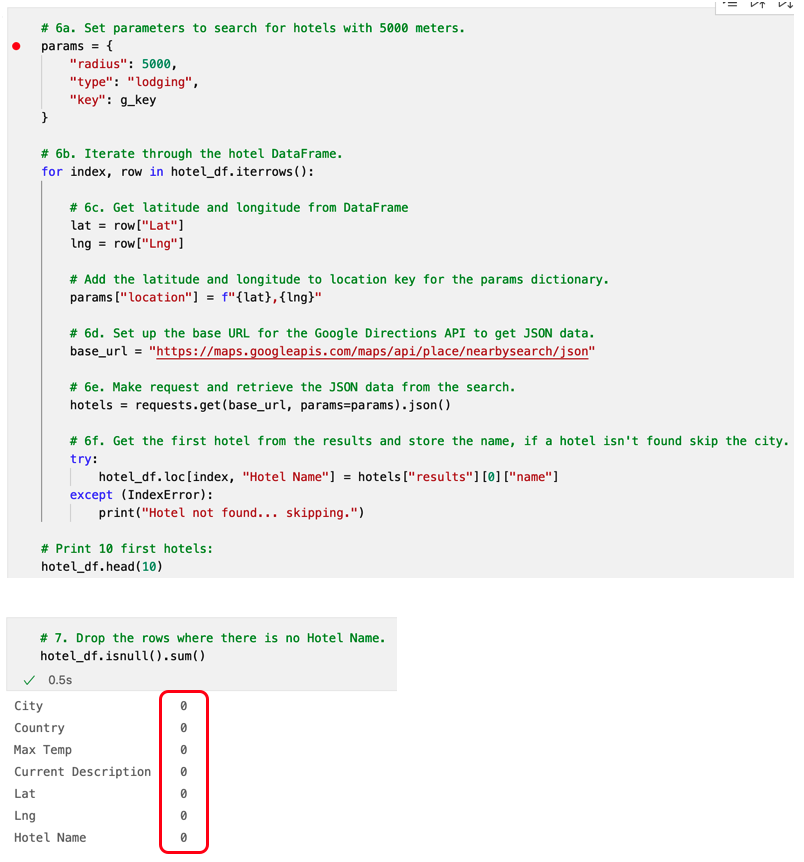 # 6a. Set parameters to search for hotels with 5000 meters.
params = {
    "radius": 5000,
    "type": "lodging",
    "key": g_key
}
# 6b. Iterate through the hotel DataFrame.
for index, row in hotel_df.iterrows():
    # 6c. Get latitude and longitude from DataFrame
    lat = row["Lat"]
    lng = row["Lng"]
    # Add the latitude and longitude to location key for the params dictionary.
    params["location"] = f"{lat},{lng}"
    # 6d. Set up the base URL for the Google Directions API to get JSON data.
    base_url = "https://maps.googleapis.com/maps/api/place/nearbysearch/json"
    # 6e. Make request and retrieve the JSON data from the search.
    hotels = requests.get(base_url, params=params).json()
    # 6f. Get the first hotel from the results and store the name, if a hotel isn't found skip the city.
    try:
        hotel_df.loc[index, "Hotel Name"] = hotels["results"][0]["name"]
    except (IndexError):
        print("Hotel not found... skipping.")
# Print 10 first hotels:
hotel_df.head(10)
# 7. Drop the rows where there is no Hotel Name.
hotel_df.isnull().sum()
0.5s
City 0
Country 0
Max Temp 0
Current Description 0
Lat 0
Lng 0
Hotel Name 0